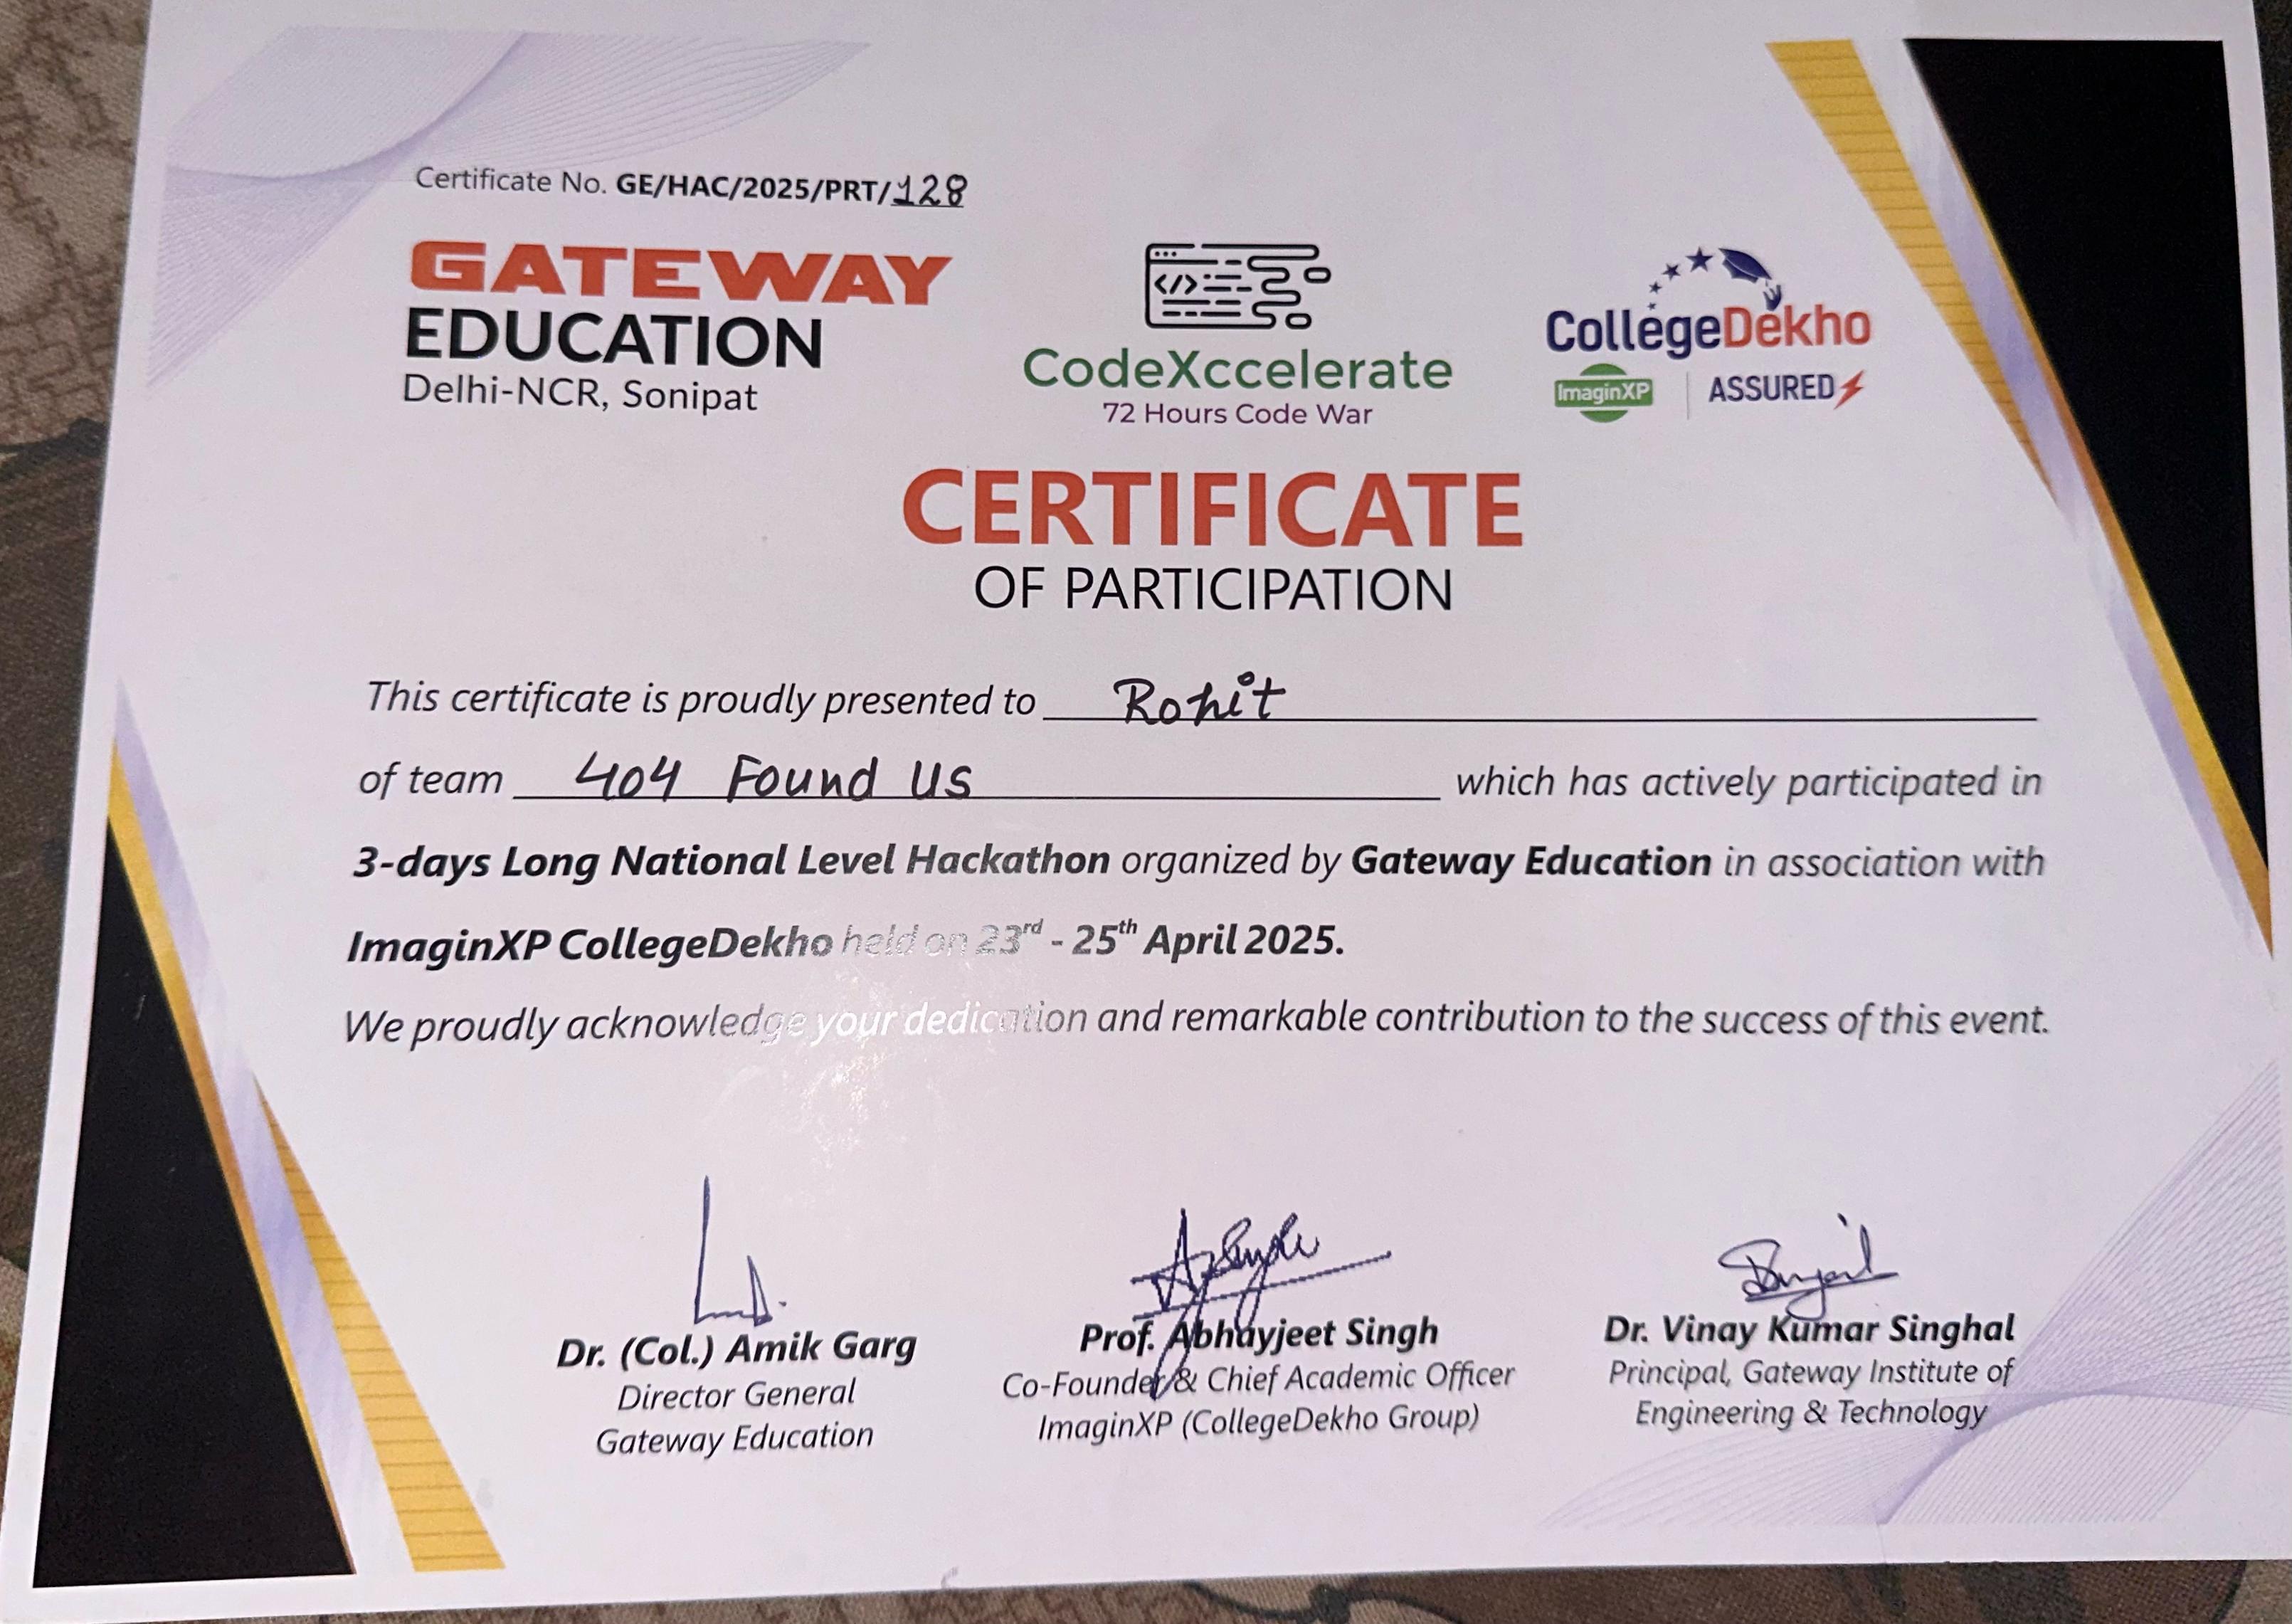 Certificate No. GE/HAC/2025/PRT/128
GATEWAY
EDUCATION
Delhi-NCR, Sonipat
CodeXccelerate
72 Hours Code War
CollegeDekho
ImaginXP | ASSURED
CERTIFICATE
OF PARTICIPATION
This certificate is proudly presented to Rohit
of team 404 Found Us which has actively participated in
3-days Long National Level Hackathon organized by Gateway Education in association with
ImaginXP CollegeDekho held on 23rd - 25th April 2025.
We proudly acknowledge your dedication and remarkable contribution to the success of this event.
Dr. (Col.) Amik Garg
Director General
Gateway Education
Prof. Abhayjeet Singh
Co-Founder & Chief Academic Officer
ImaginXP (CollegeDekho Group)
Dr. Vinay Kumar Singhal
Principal, Gateway Institute of
Engineering & Technology